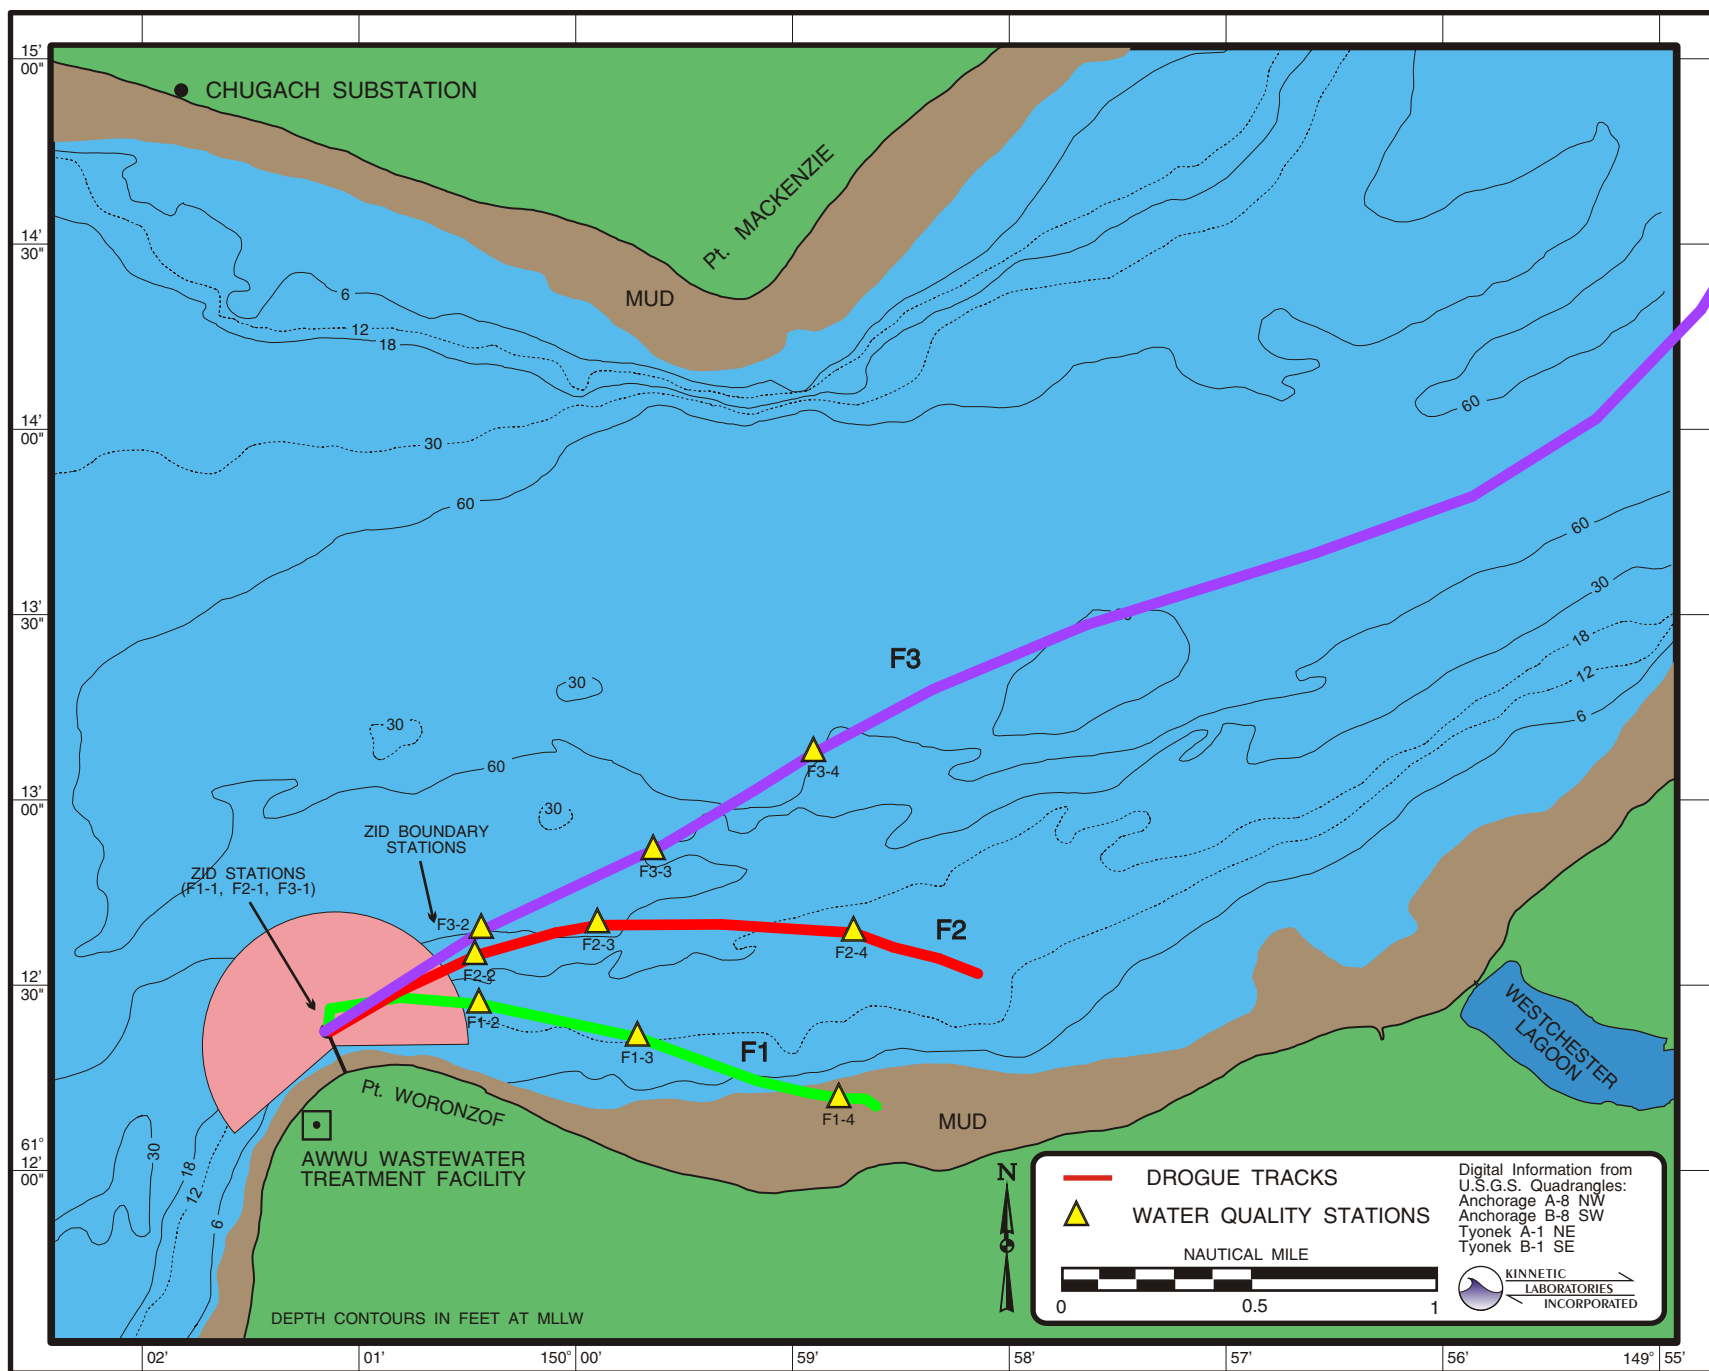 15'
00"
CHUGACH SUBSTATION
Pt. MACKENZIE
14'
30"
MUD
6
12
18
14'
00"
30
60
60
60
13'
30"
30
18
12
6
F3
30
30
60
F3-4
13
00"
30
ZID BOUNDARY
STATIONS
ZID STATIONS
(F1-1, F2-1, F3-1)
F3-3
F3-2
F2-3
F2-4
F2
F2-2
12'
30"
F1-2
F1-3
F1
F1-4
WESTCHESTER
LAGOON
Pt. WORONZOF
MUD
AWWU WASTEWATER
TREATMENT FACILITY
61°
12'
00"
30
18
12
6
N
DROGUE TRACKS
WATER QUALITY STATIONS
NAUTICAL MILE
0 0.5 1
Digital Information from
U.S.G.S. Quadrangles:
Anchorage A-8 NW
Anchorage B-8 SW
Tyonek A-1 NE
Tyonek B-1 SE
KINNETIC
LABORATORIES
INCORPORATED
DEPTH CONTOURS IN FEET AT MLLW
02' 01' 150° 00' 59' 58' 57' 56' 149° 55'